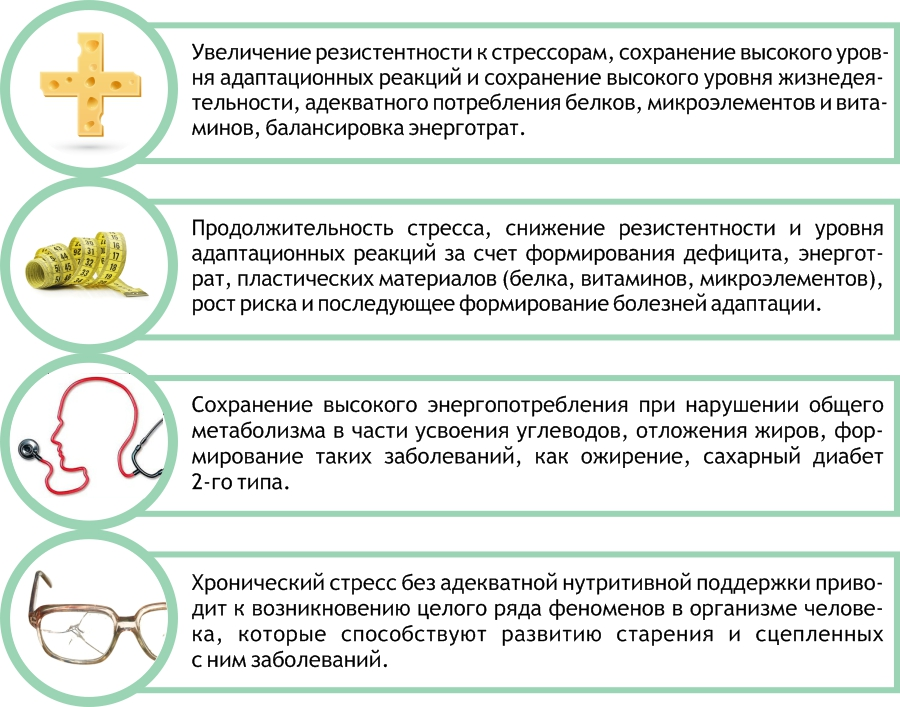 Увеличение резистентности к стрессорам, сохранение высокого уров-
ня адаптационных реакций и сохранение высокого уровня жизнедея-
тельности, адекватного потребления белков, микроэлементов и вита-
минов, балансировка энерготрат.
Продолжительность стресса, снижение резистентности и уровня
адаптационных реакций за счет формирования дефицита, энергот-
рат, пластических материалов (белка, витаминов, микроэлементов),
рост риска и последующее формирование болезней адаптации.
Сохранение высокого энергопотребления при нарушении общего
метаболизма в части усвоения углеводов, отложения жиров, фор-
мирование таких заболеваний, как ожирение, сахарный диабет
2-го типа.
Хронический стресс без адекватной нутритивной поддержки приво-
дит к возникновению целого ряда феноменов в организме челове-
ка, которые способствуют развитию старения и сцепленных
с ним заболеваний.